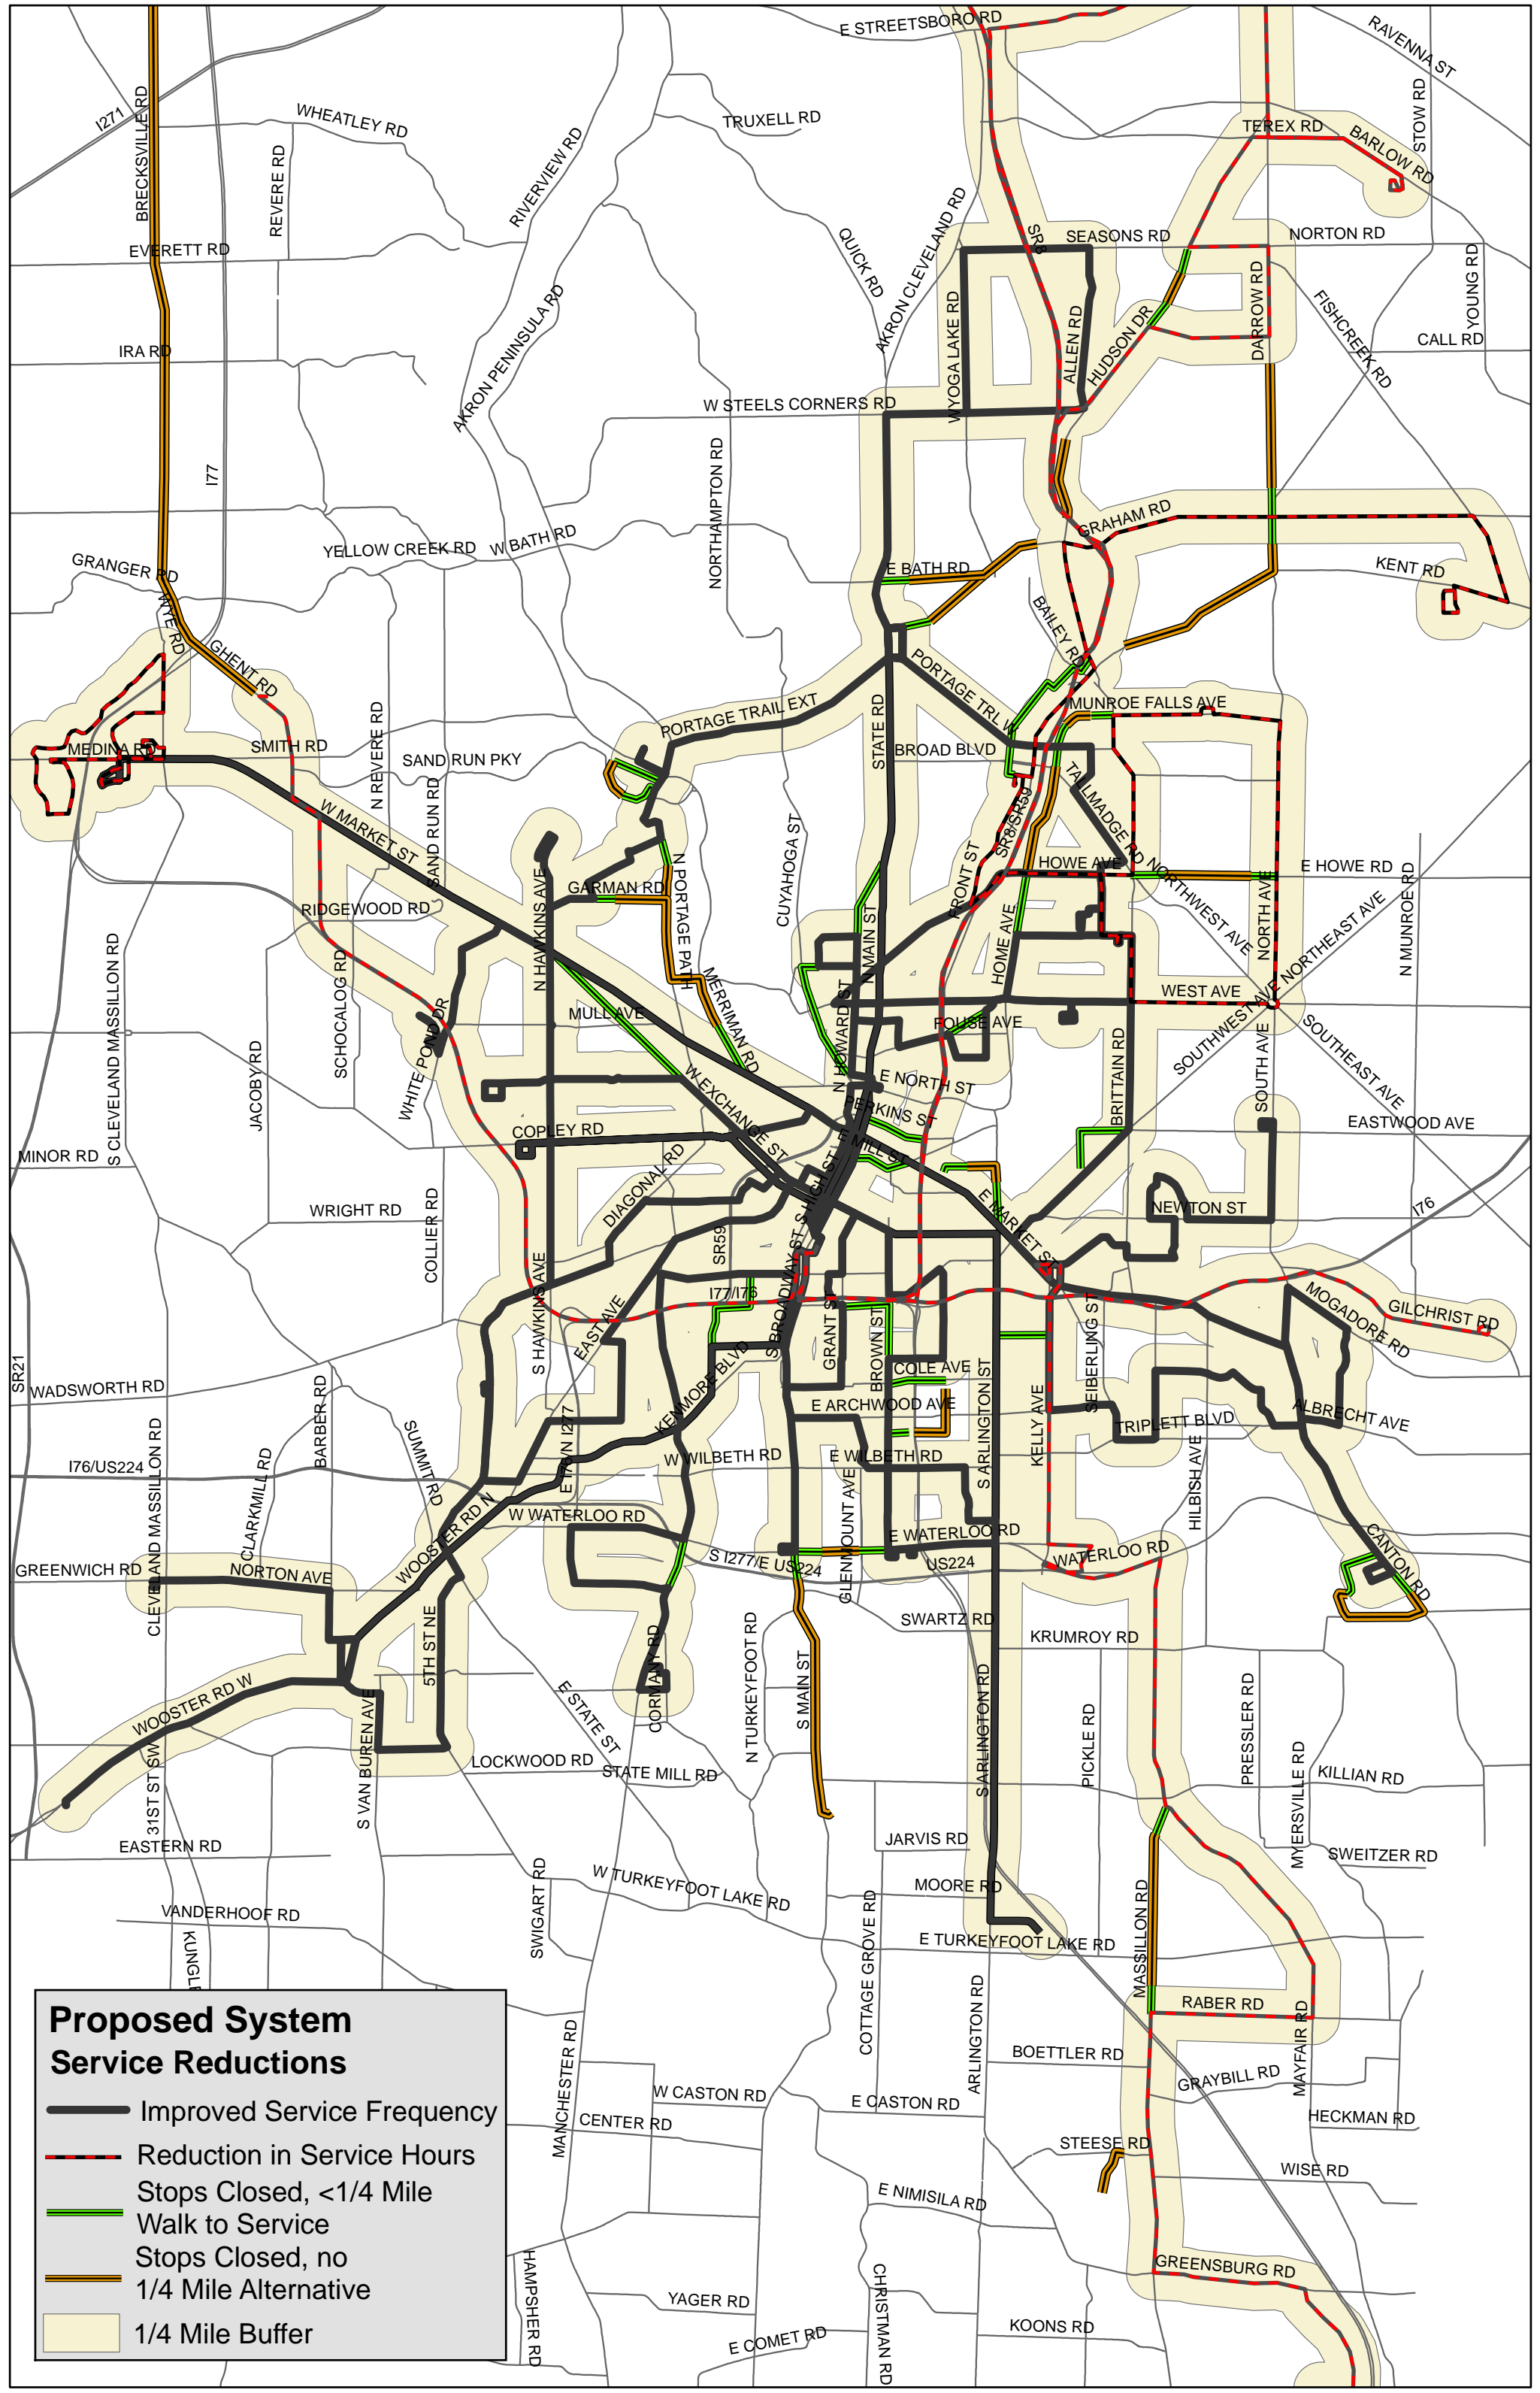 E STREETSBORO RD
RAVENNA ST
I271
BRECKSVILLE RD
WHEATLEY RD
TRUXELL RD
TEREX RD
BARLOW RD
STOW RD
REVERE RD
RIVERVIEW RD
EVERETT RD
QUICK RD
AKRON CLEVELAND RD
SR8
SEASONS RD
NORTON RD
YOUNG RD
AKRON PENINSULA RD
WYOGA LAKE RD
ALLEN RD
HUDSON DR
DARROW RD
FISHCREEK RD
IRA RD
CALL RD
W STEELS CORNERS RD
I77
NORTHAMPTON RD
GRAHAM RD
YELLOW CREEK RD
W BATH RD
GRANGER RD
E BATH RD
KENT RD
WYE RD
BAILEY RD
GHENT RD
PORTAGE TRL W
PORTAGE TRAIL EXT
MUNROE FALLS AVE
N REVERE RD
STATE RD
MEDINA RD
SMITH RD
SAND RUN PKY
BROAD BLVD
SAND RUN RD
TALLMADGE RD
W MARKET ST
CUYAHOGA ST
SR8/SR59
FRONT ST
HOWE AVE
NORTHWEST AVE
E HOWE RD
N MUNROE RD
N HAWKINS AVE
GARMAN RD
N PORTAGE PATH
RIDGEWOOD RD
N MAIN ST
HOME AVE
NORTH AVE
NORTHEAST AVE
S CLEVELAND MASSILLON RD
SCHOCALOG RD
MERRIMAN RD
WEST AVE
WHITE POND DR
MULL AVE
N HOWARD ST
FOUSE AVE
BRITTAIN RD
SOUTHWEST AVE
SOUTHEAST AVE
SOUTH AVE
JACOBY RD
W EXCHANGE ST
E NORTH ST
PERKINS ST
COPLEY RD
E MILL ST
EASTWOOD AVE
MINOR RD
DIAGONAL RD
S HIGH ST
E MARKET ST
NEWTON ST
I76
WRIGHT RD
COLLIER RD
SR59
S HAWKINS AVE
I77/I76
S BROADWAY ST
GRANT ST
BROWN ST
SEIBERLING ST
MOGADORE RD
GILCHRIST RD
EAST AVE
SR21
WADSWORTH RD
KENMORE BLVD
COLE AVE
S ARLINGTON ST
KELLY AVE
E ARCHWOOD AVE
TRIPLETT BLVD
ALBRECHT AVE
BARBER RD
CLARKMILL RD
SUMMIT RD
E I76/N I277
W WILBETH RD
E WILBETH RD
I76/US224
CLEVELAND MASSILLON RD
GLENMOUNT AVE
HILBISH AVE
W WATERLOO RD
E WATERLOO RD
WATERLOO RD
CANTON RD
WOOSTER RD N
S I277/E US224
US224
GREENWICH RD
NORTON AVE
5TH ST NE
CORMANY RD
N TURKEYFOOT RD
SWARTZ RD
KRUMROY RD
WOOSTER RD W
E STATE ST
S MAIN ST
S ARLINGTON RD
PICKLE RD
PRESSLER RD
31ST ST SW
S VAN BUREN AVE
LOCKWOOD RD
STATE MILL RD
MYERSVILLE RD
KILLIAN RD
EASTERN RD
JARVIS RD
SWEITZER RD
W TURKEYFOOT LAKE RD
MOORE RD
SWIGART RD
VANDERHOOF RD
COTTAGE GROVE RD
E TURKEYFOOT LAKE RD
MASSILLON RD
KUNGLE
RABER RD
ARLINGTON RD
MAYFAIR RD
MANCHESTER RD
BOETTLER RD
GRAYBILL RD
W CASTON RD
E CASTON RD
CENTER RD
HECKMAN RD
STEESE RD
WISE RD
E NIMISILA RD
HAMPSHER RD
CHRISTMAN RD
GREENSBURG RD
YAGER RD
E COMET RD
KOONS RD
Proposed System
Service Reductions
Improved Service Frequency
Reduction in Service Hours
Stops Closed, <1/4 Mile
Walk to Service
Stops Closed, no
1/4 Mile Alternative
1/4 Mile Buffer